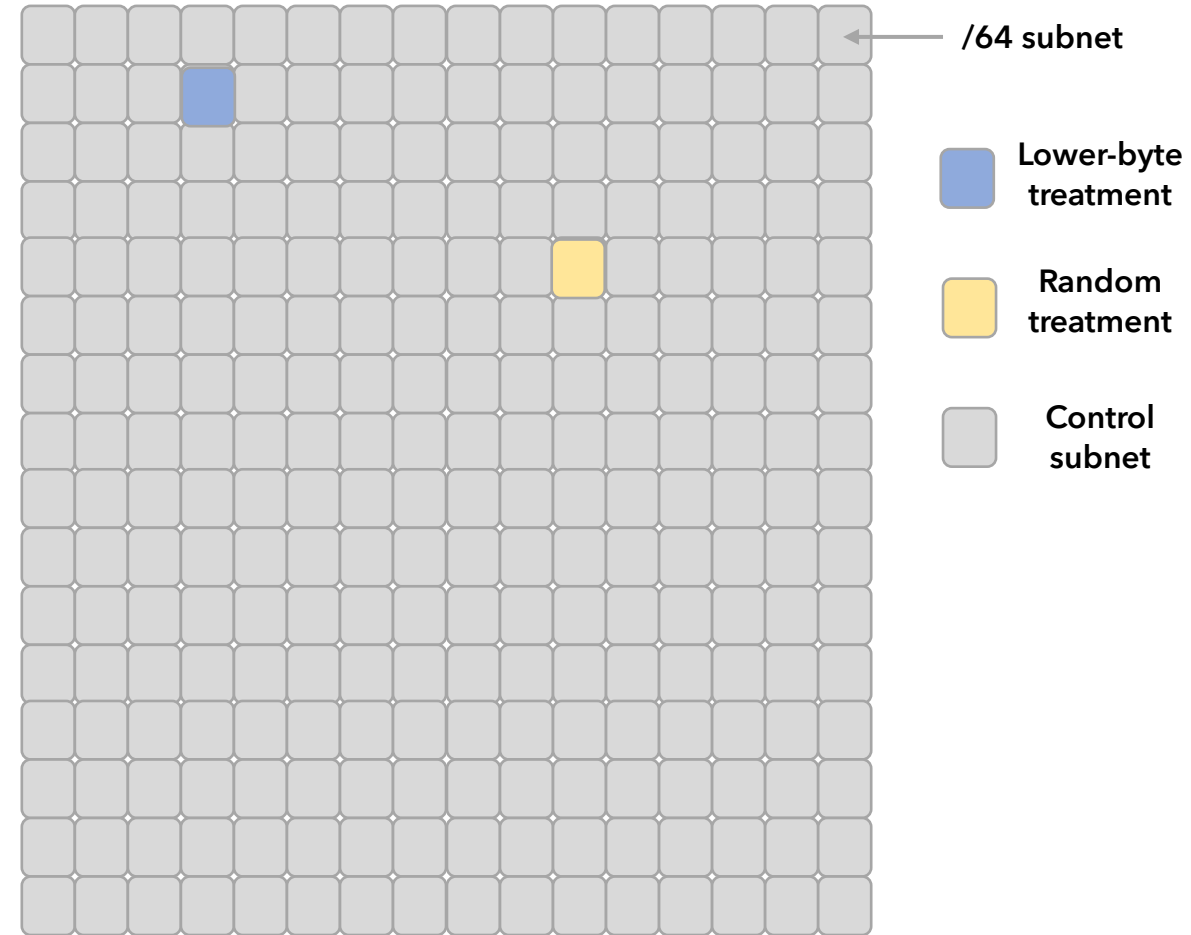 /64 subnet
Lower-byte
treatment
Random
treatment
Control
subnet